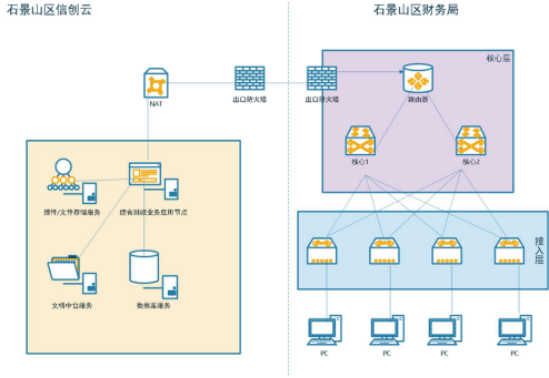 石景山区信创云
石景山区财务局
核心层
NAT
出口防火墙
出口防火墙
路由器
核心1
核心2
插件/文件存储服务
综合财政业务应用节点
文档中台服务
数据库服务
接入层
PC
PC
PC
PC